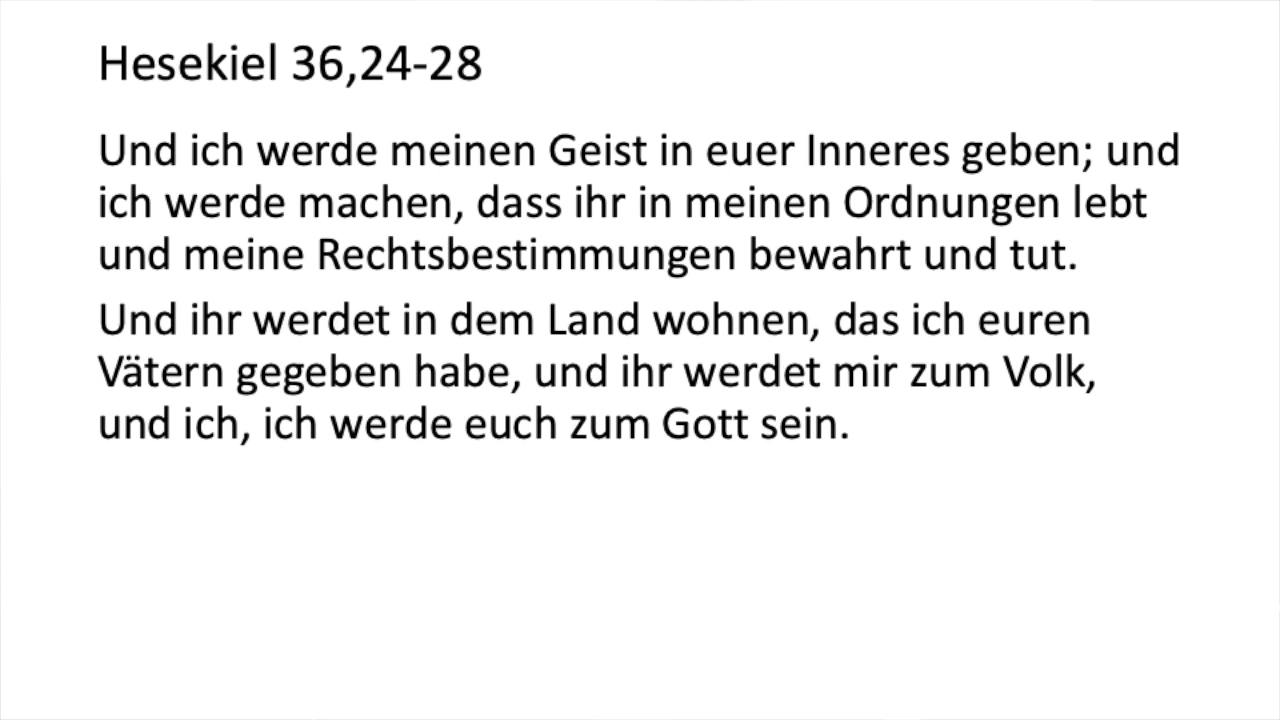 Hesekiel 36,24-28
Und ich werde meinen Geist in euer Inneres geben; und
ich werde machen, dass ihr in meinen Ordnungen lebt
und meine Rechtsbestimmungen bewahrt und tut.
Und ihr werdet in dem Land wohnen, das ich euren
Vätern gegeben habe, und ihr werdet mir zum Volk,
und ich, ich werde euch zum Gott sein.